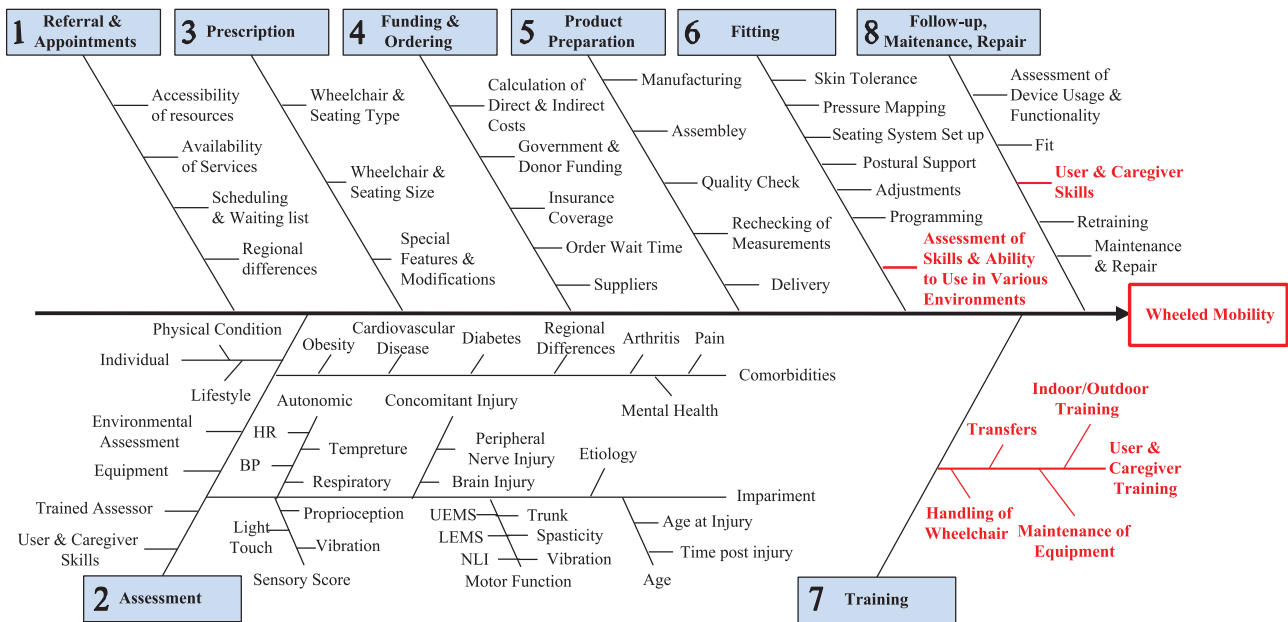 1
Referral &
Appointments
3
Prescription
4
Funding &
Ordering
5
Product
Preparation
6
Fitting
8
Follow-up,
Maitenance, Repair
Accessibility
of resources
Availability
of Services
Scheduling
& Waiting list
Regional
differences
Wheelchair &
Seating Type
Wheelchair &
Seating Size
Special
Features &
Modifications
Calculation of
Direct & Indirect
Costs
Government &
Donor Funding
Insurance
Coverage
Order Wait Time
Suppliers
Manufacturing
Assembley
Quality Check
Rechecking of
Measurements
Delivery
Skin Tolerance
Pressure Mapping
Seating System Set up
Postural Support
Adjustments
Programming
Assessment of
Skills & Ability
to Use in Various
Environments
Assessment of
Device Usage &
Functionality
Fit
User & Caregiver
Skills
Retraining
Maintenance
& Repair
Wheeled Mobility
Physical Condition
Individual
Lifestyle
Environmental
Assessment
Equipment
Trained Assessor
User & Caregiver
Skills
2
Assessment
Obesity
Cardiovascular
Disease
Diabetes
Regional
Differences
Arthritis
Pain
Comorbidities
Mental Health
Autonomic
HR
BP
Tempreture
Respiratory
Concomitant Injury
Peripheral
Nerve Injury
Brain Injury
Etiology
Impariment
Proprioception
Light
Touch
Vibration
Sensory Score
UEMS
Trunk
LEMS
Spasticity
NLI
Vibration
Motor Function
Age at Injury
Time post injury
Age
Indoor/Outdoor
Training
Transfers
User &
Caregiver
Training
Handling of
Wheelchair
Maintenance of
Equipment
7
Training